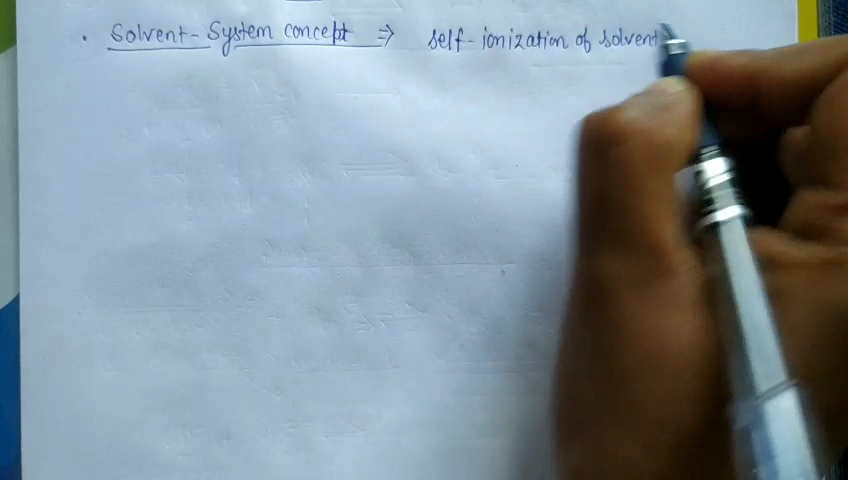 . Solvent-System concept ⇒ self-ionization of solvent